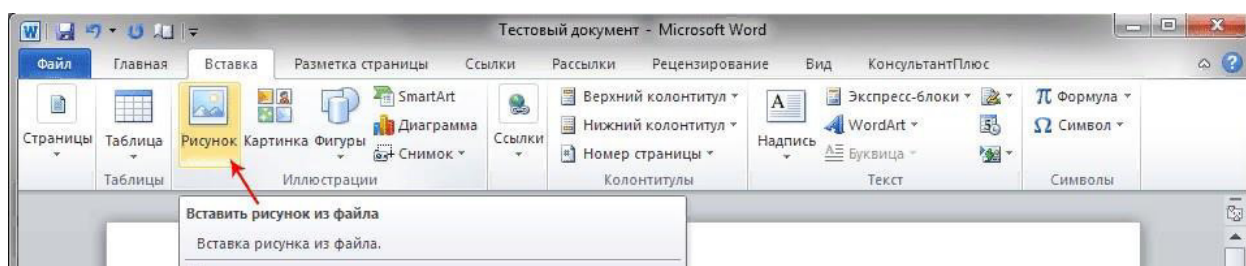 Тестовый документ - Microsoft Word
Файл Главная Вставка Разметка страницы Ссылки Рассылки Рецензирование Вид КонсультантПлюс
Страницы
Таблица
Таблицы
Рисунок Картинка Фигуры
SmartArt
Диаграмма
Снимок
Иллюстрации
Ссылки
Верхний колонтитул
Нижний колонтитул
Номер страницы
Колонтитулы
Надпись
Экспресс-блоки
WordArt
Буквица
Текст
π Формула
Ω Символ
Символы
Вставить рисунок из файла
Вставка рисунка из файла.